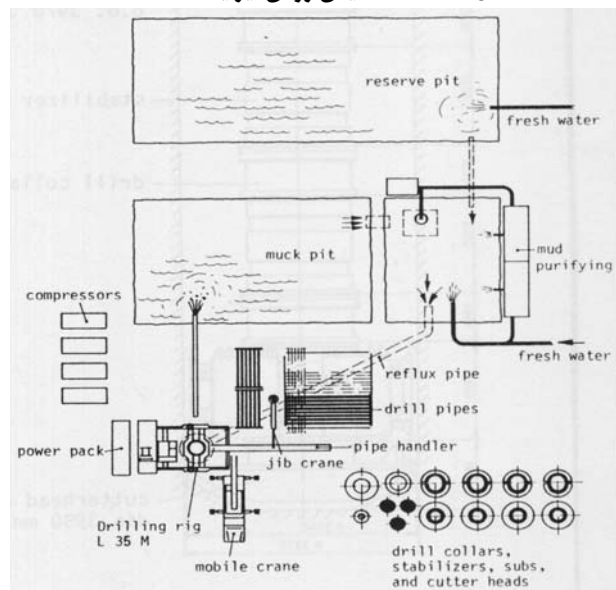 reserve pit
fresh water
muck pit
mud
purifying
compressors
fresh water
reflux pipe
drill pipes
power pack
pipe handler
jib crane
Drilling rig
L 35 M
mobile crane
drill collars,
stabilizers, subs,
and cutter heads